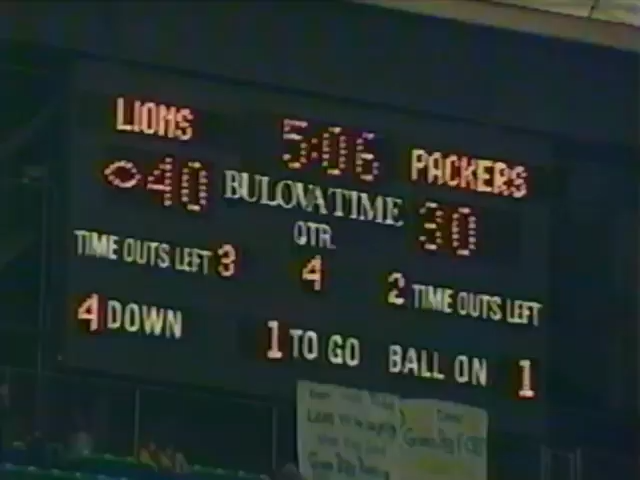 LIONS 5:06 PACKERS
40 BULOVA TIME 30
QTR.
TIME OUTS LEFT 3 4 2 TIME OUTS LEFT
4 DOWN 1 TO GO BALL ON 1